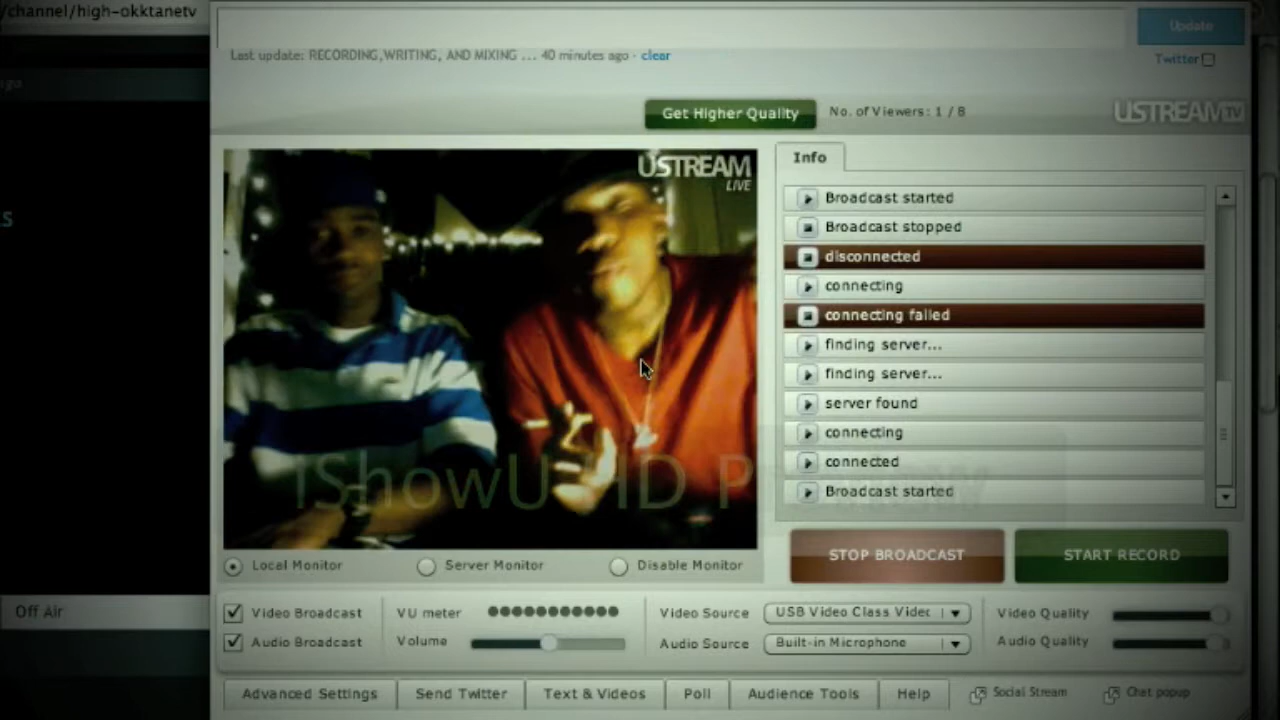 /channel/high-okktanetv
Update
Last update: RECORDING,WRITING, AND MIXING ... 40 minutes ago - clear
Twitter
Get Higher Quality
No. of Viewers: 1 / 8
USTREAM TV
USTREAM
LIVE
Info
Broadcast started
Broadcast stopped
disconnected
connecting
connecting failed
finding server...
finding server...
server found
connecting
connected
Broadcast started
iShowU HD
STOP BROADCAST
START RECORD
Local Monitor
Server Monitor
Disable Monitor
Off Air
Video Broadcast
VU meter
Video Source
USB Video Class Videc
Video Quality
Audio Broadcast
Volume
Audio Source
Built-in Microphone
Audio Quality
Advanced Settings
Send Twitter
Text & Videos
Poll
Audience Tools
Help
Social Stream
Chat popup